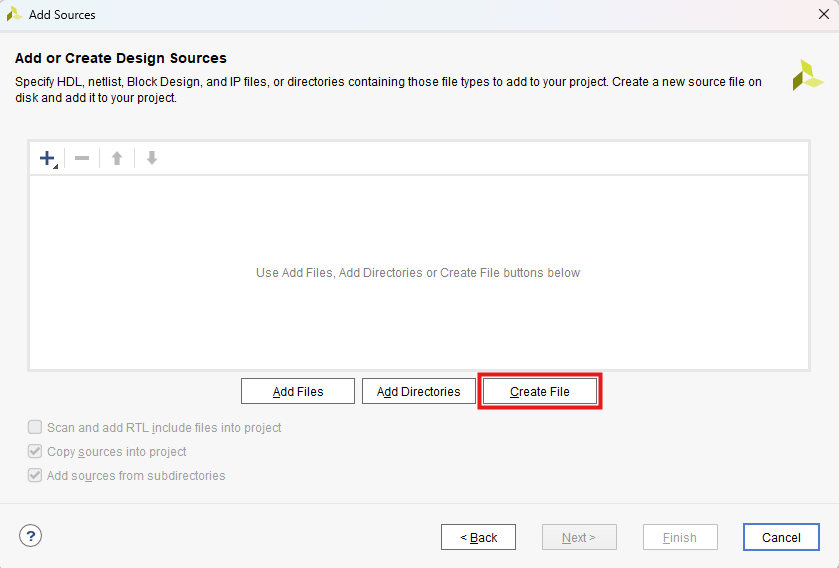 Add Sources
Add or Create Design Sources
Specify HDL, netlist, Block Design, and IP files, or directories containing those file types to add to your project. Create a new source file on
disk and add it to your project.
Use Add Files, Add Directories or Create File buttons below
Add Files
Add Directories
Create File
Scan and add RTL include files into project
Copy sources into project
Add sources from subdirectories
?
< Back
Next >
Finish
Cancel